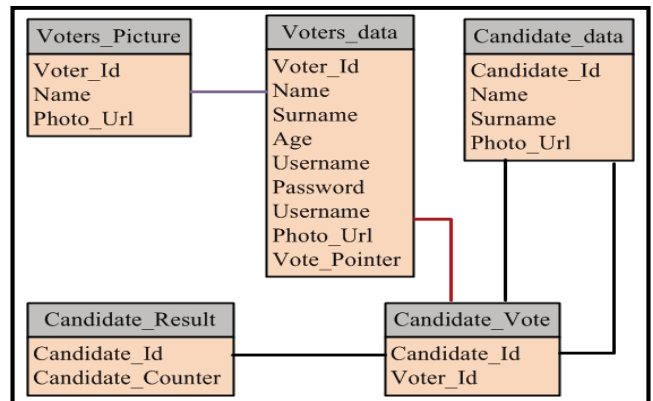 Voters_Picture
Voter_Id
Name
Photo_Url
Voters_data
Voter_Id
Name
Surname
Age
Username
Password
Username
Photo_Url
Vote_Pointer
Candidate_data
Candidate_Id
Name
Surname
Photo_Url
Candidate_Result
Candidate_Id
Candidate_Counter
Candidate_Vote
Candidate_Id
Voter_Id